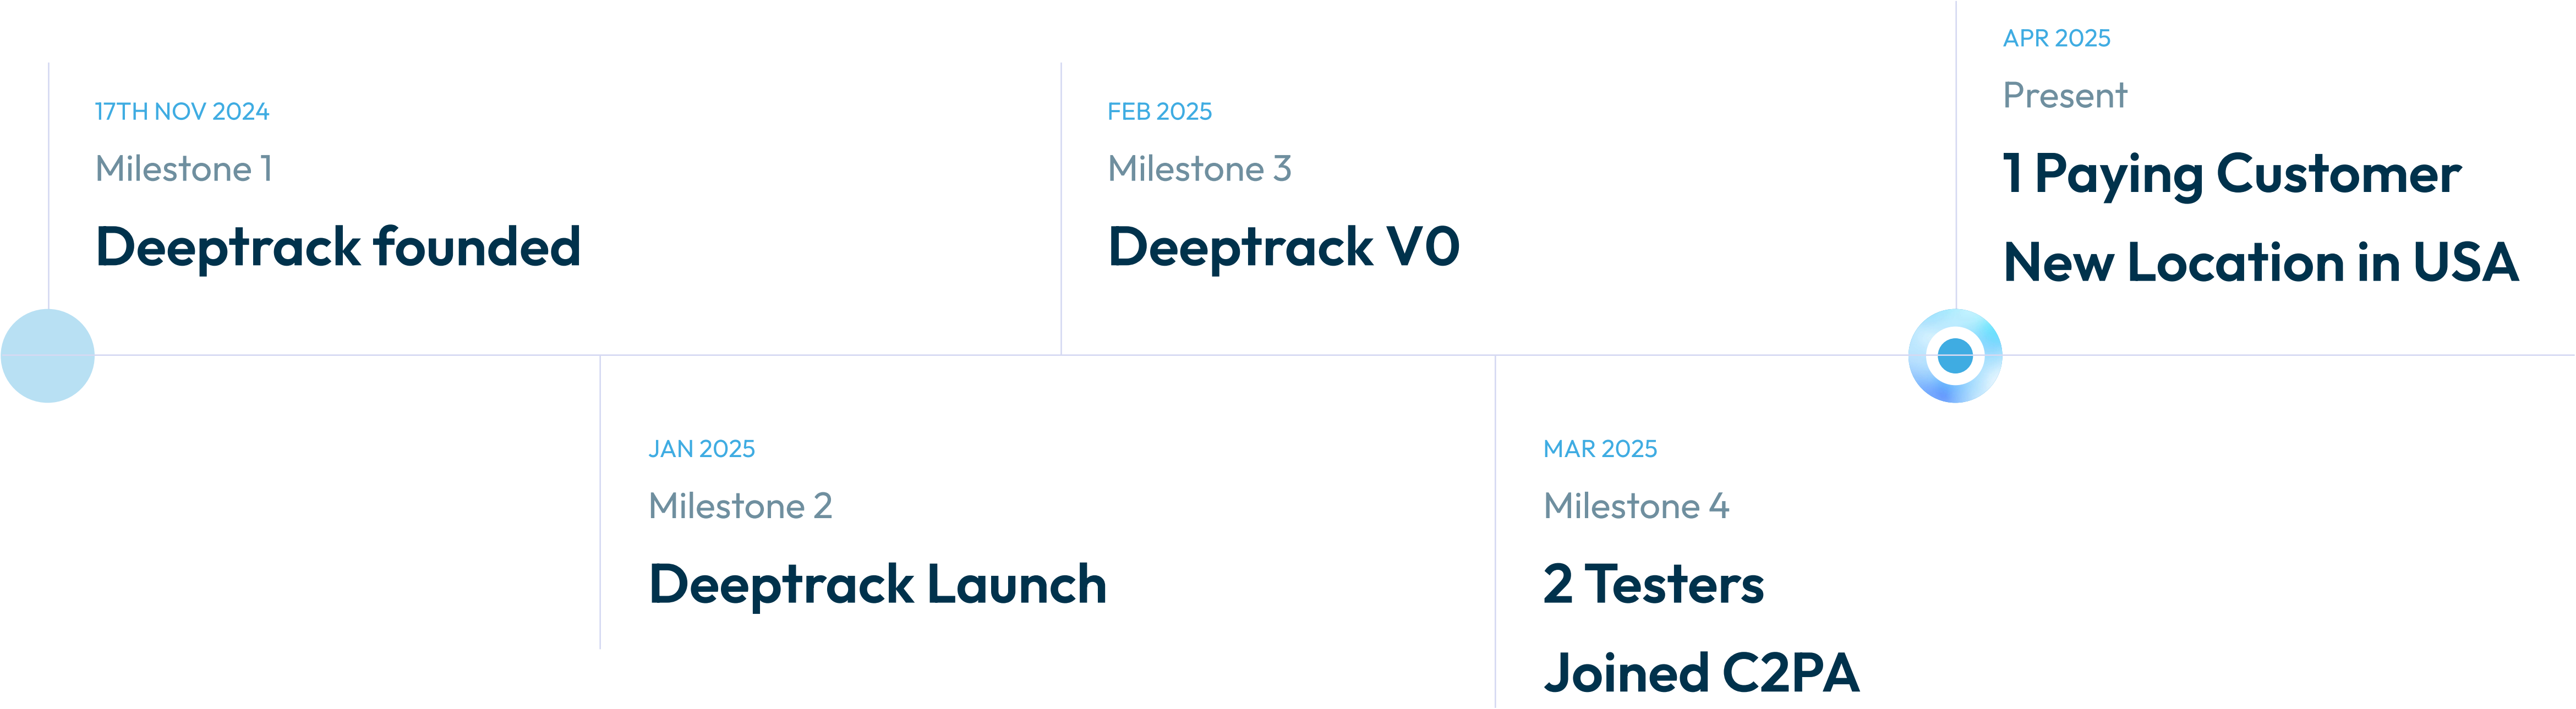 17TH NOV 2024
Milestone 1
Deeptrack founded
JAN 2025
Milestone 2
Deeptrack Launch
FEB 2025
Milestone 3
Deeptrack V0
MAR 2025
Milestone 4
2 Testers
Joined C2PA
APR 2025
Present
1 Paying Customer
New Location in USA